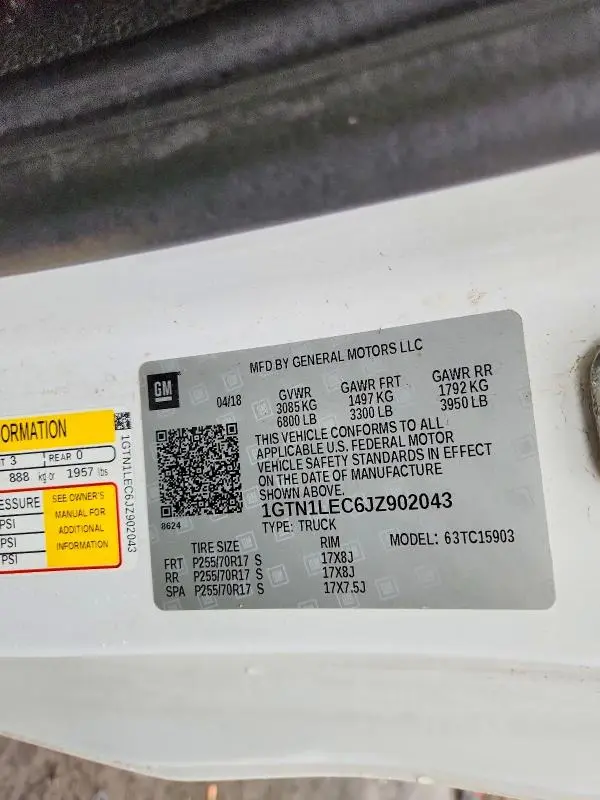 MFD BY GENERAL MOTORS LLC
GM
04/18
GVWR
3085 KG
6800 LB
GAWR FRT
1497 KG
3300 LB
GAWR RR
1792 KG
3950 LB
THIS VEHICLE CONFORMS TO ALL
APPLICABLE U.S. FEDERAL MOTOR
VEHICLE SAFETY STANDARDS IN EFFECT
ON THE DATE OF MANUFACTURE
SHOWN ABOVE.
8624
1GTN1LEC6JZ902043
TYPE: TRUCK
MODEL: 63TC15903
TIRE SIZE RIM
FRT P255/70R17 S 17X8J
RR P255/70R17 S 17X8J
SPA P255/70R17 S 17X7.5J
ORMATION
T 3 REAR 0
888 kg or 1957 lbs
ESSURE
PSI
PSI
PSI
SEE OWNER'S
MANUAL FOR
ADDITIONAL
INFORMATION
1GTN1LEC6JZ902043